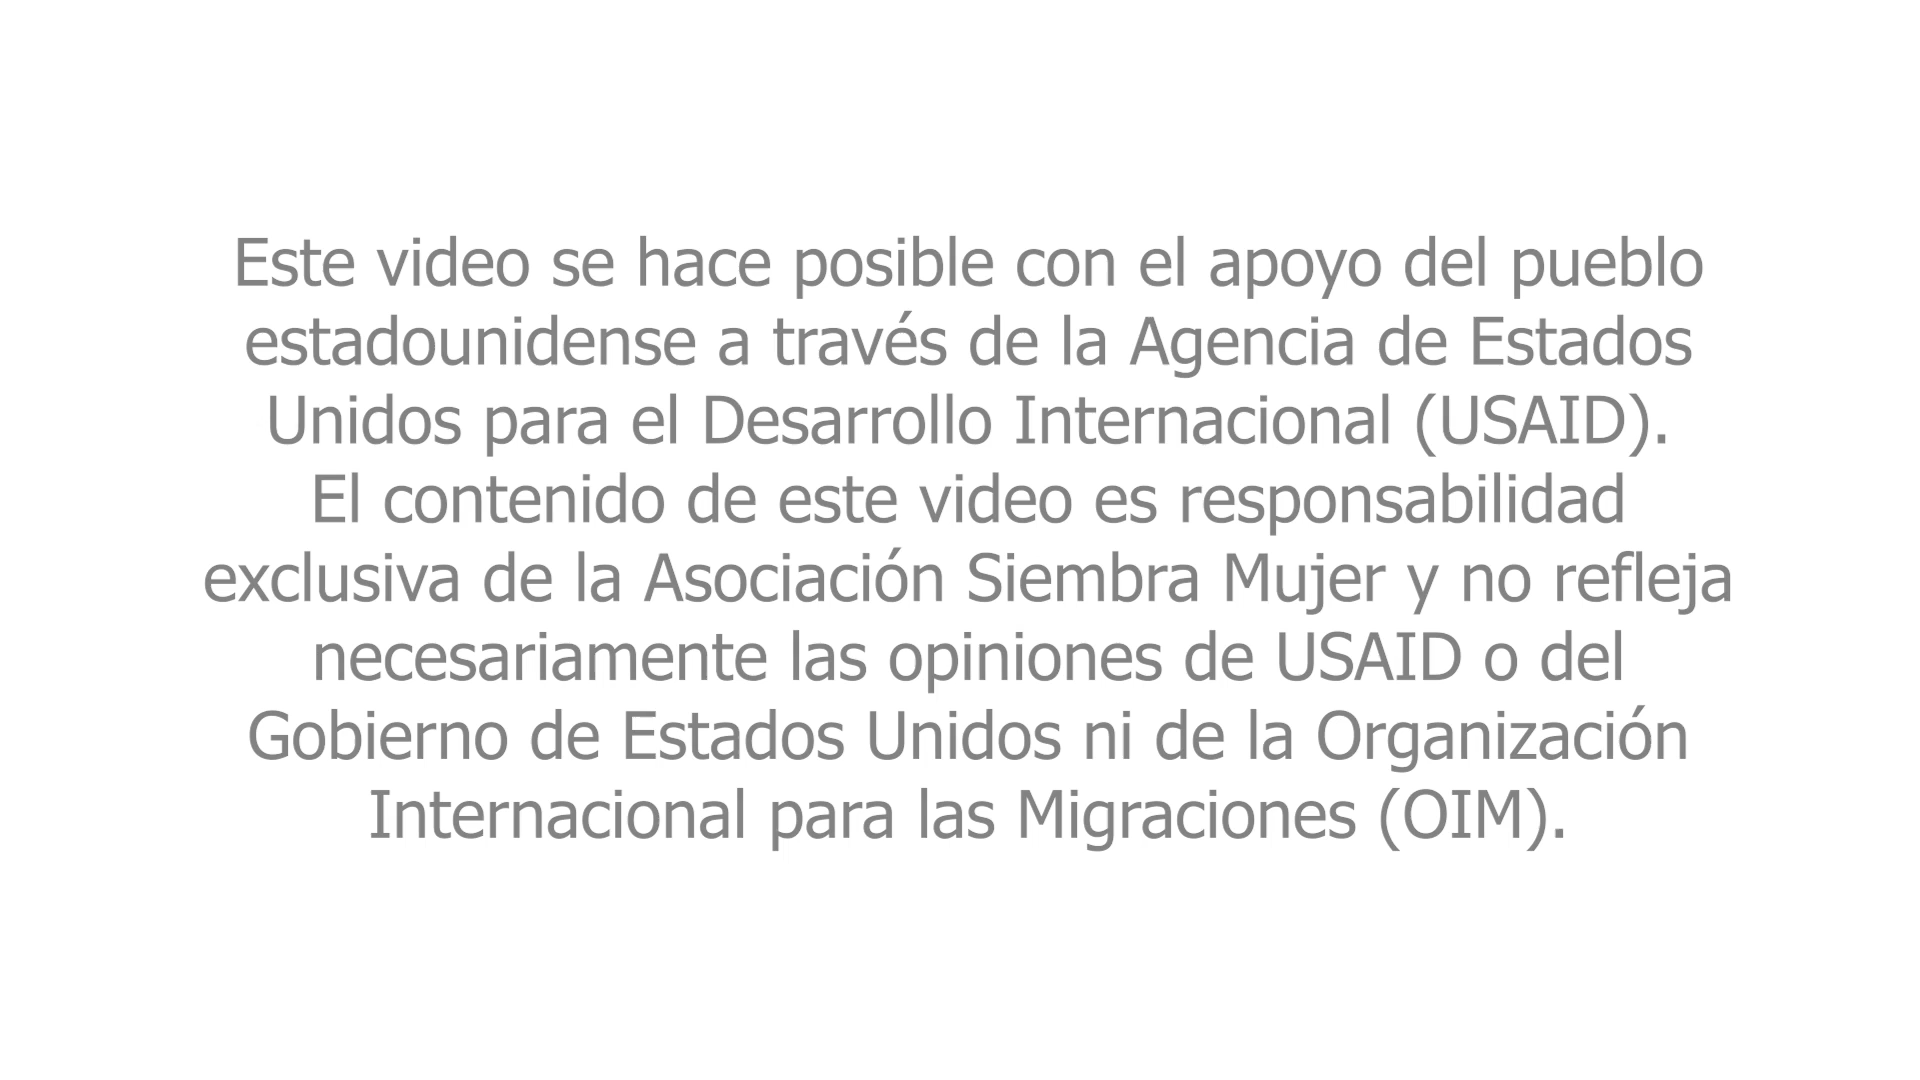 Este video se hace posible con el apoyo del pueblo
estadounidense a través de la Agencia de Estados
Unidos para el Desarrollo Internacional (USAID).
El contenido de este video es responsabilidad
exclusiva de la Asociación Siembra Mujer y no refleja
necesariamente las opiniones de USAID o del
Gobierno de Estados Unidos ni de la Organización
Internacional para las Migraciones (OIM).